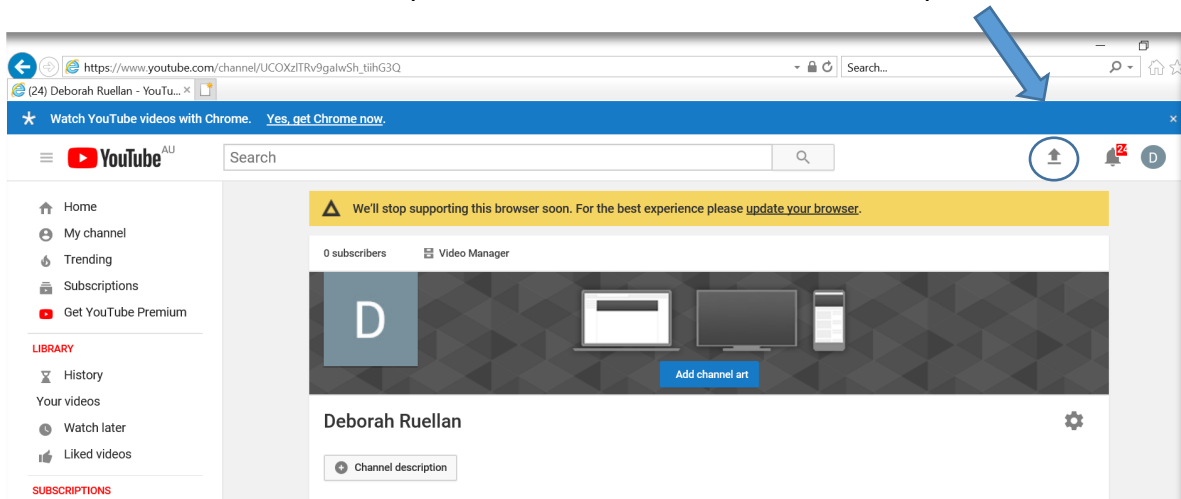 https://www.youtube.com/channel/UCOXzlTRv9gaIwSh_tiihG3Q
Search...
(24) Deborah Ruellan - YouTu...
Watch YouTube videos with Chrome. Yes, get Chrome now.
YouTube AU
Search
24
D
Home
My channel
Trending
Subscriptions
Get YouTube Premium
LIBRARY
History
Your videos
Watch later
Liked videos
SUBSCRIPTIONS
We'll stop supporting this browser soon. For the best experience please update your browser.
0 subscribers
Video Manager
D
Add channel art
Deborah Ruellan
Channel description